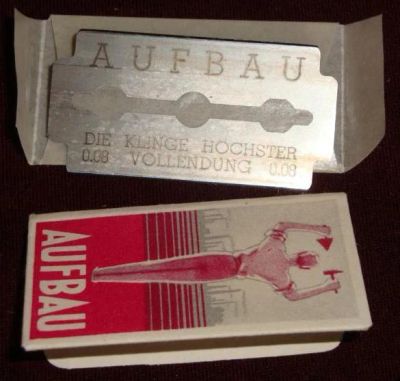 AUFBAU
DIE KLINGE HÖCHSTER
0.08 VOLLENDUNG 0.08
AUFBAU